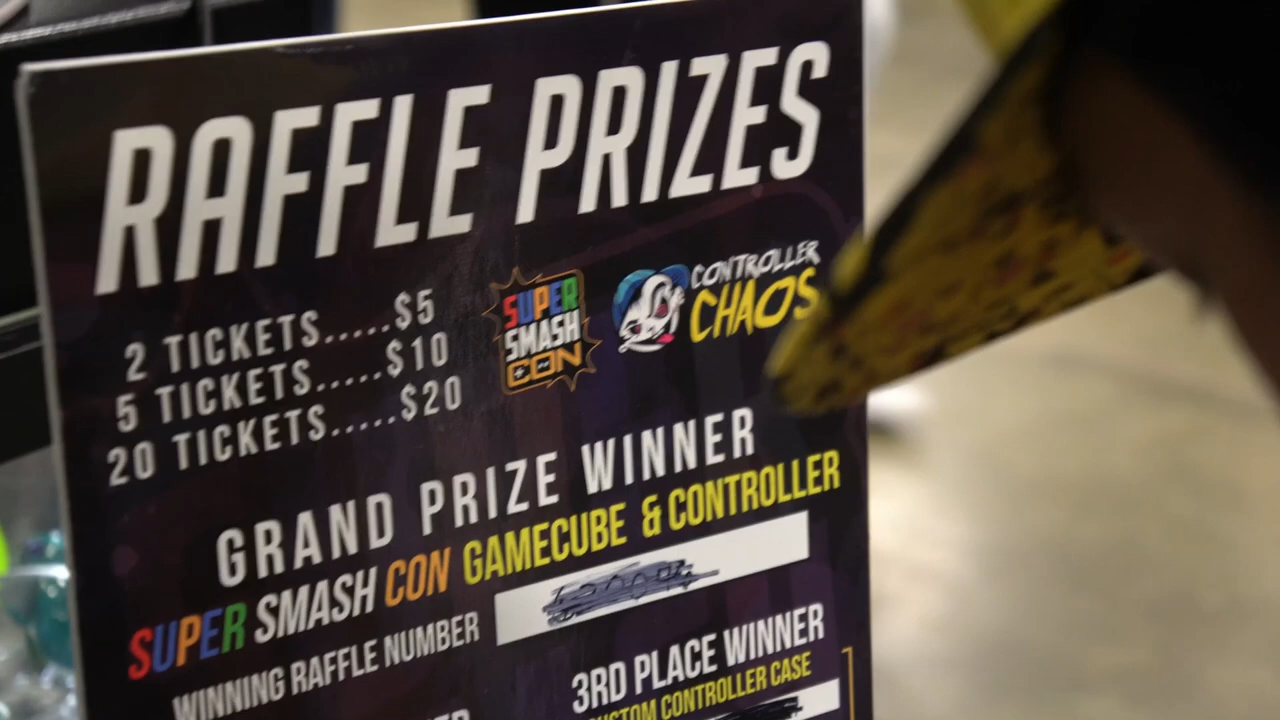 RAFFLE PRIZES
2 TICKETS.....$5
5 TICKETS.....$10
20 TICKETS.....$20
SUPER
SMASH
CON
CONTROLLER
CHAOS
GRAND PRIZE WINNER
SUPER SMASH CON GAMECUBE & CONTROLLER
WINNING RAFFLE NUMBER
3RD PLACE WINNER
CUSTOM CONTROLLER CASE